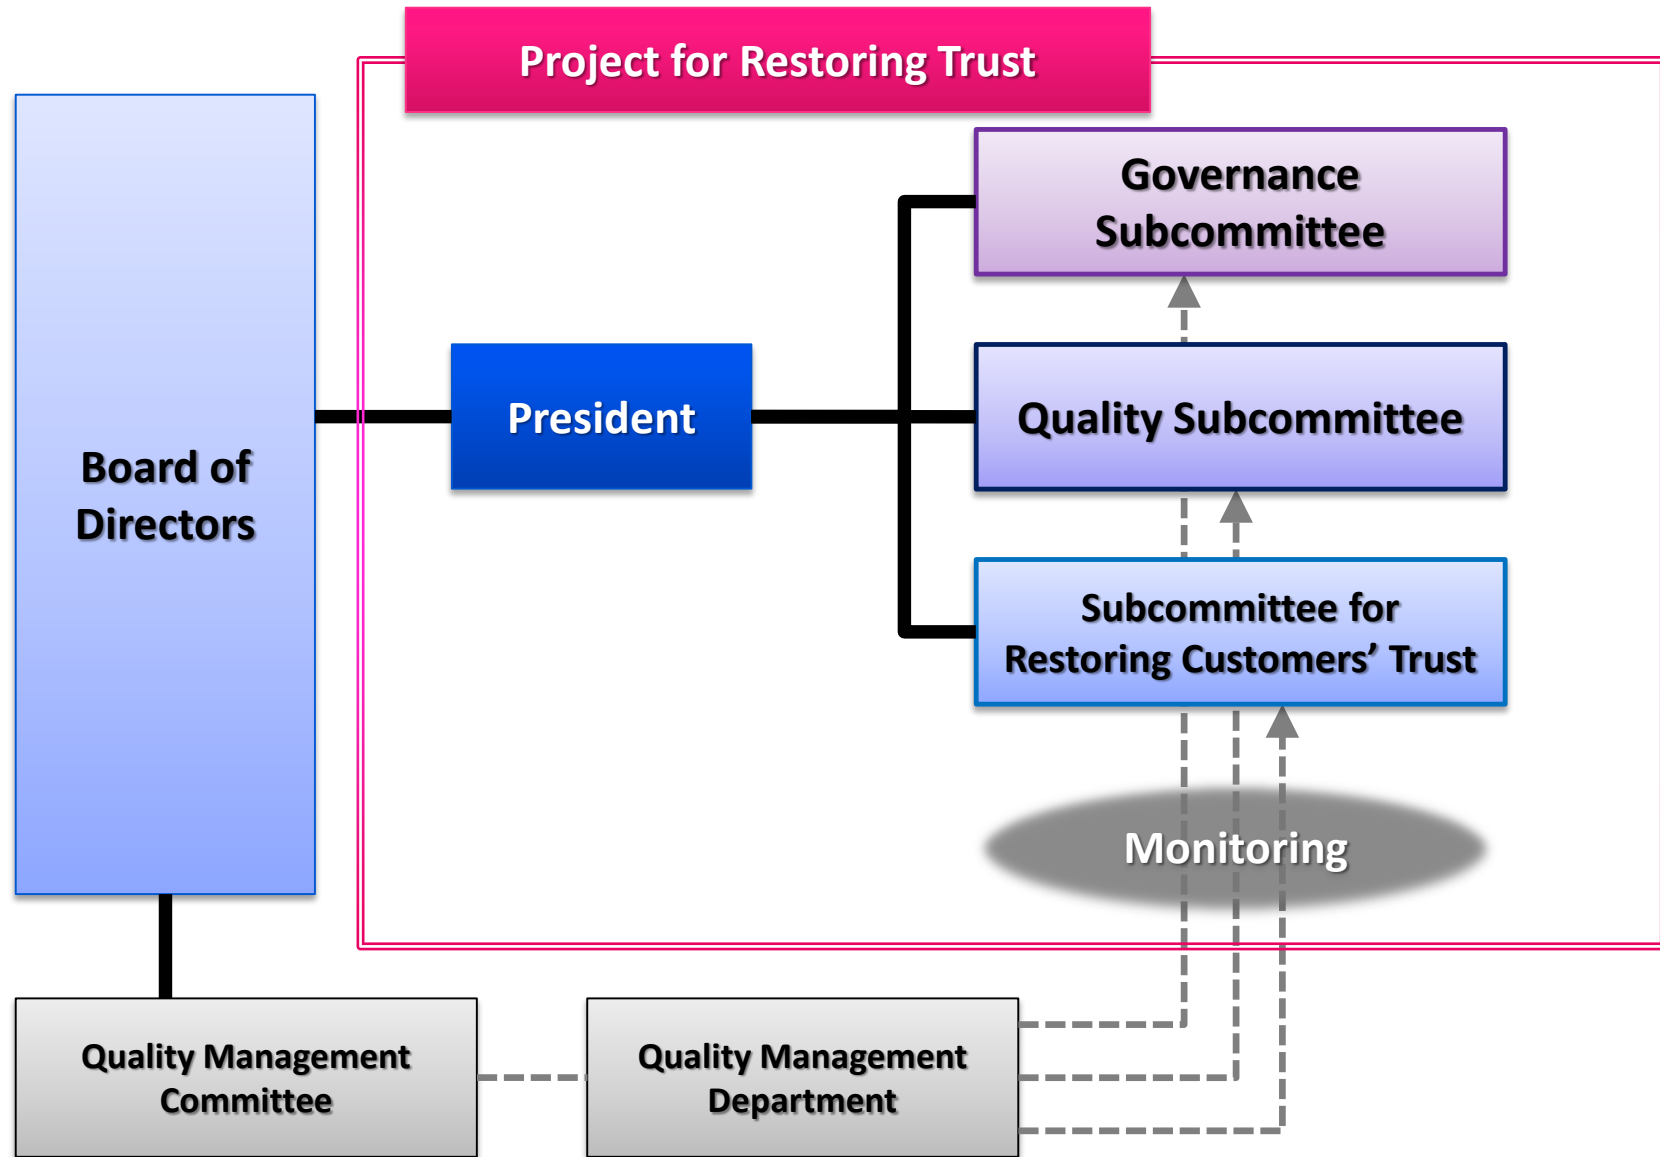 Project for Restoring Trust
Governance
Subcommittee
President
Quality Subcommittee
Board of
Directors
Subcommittee for
Restoring Customers’ Trust
Monitoring
Quality Management
Committee
Quality Management
Department